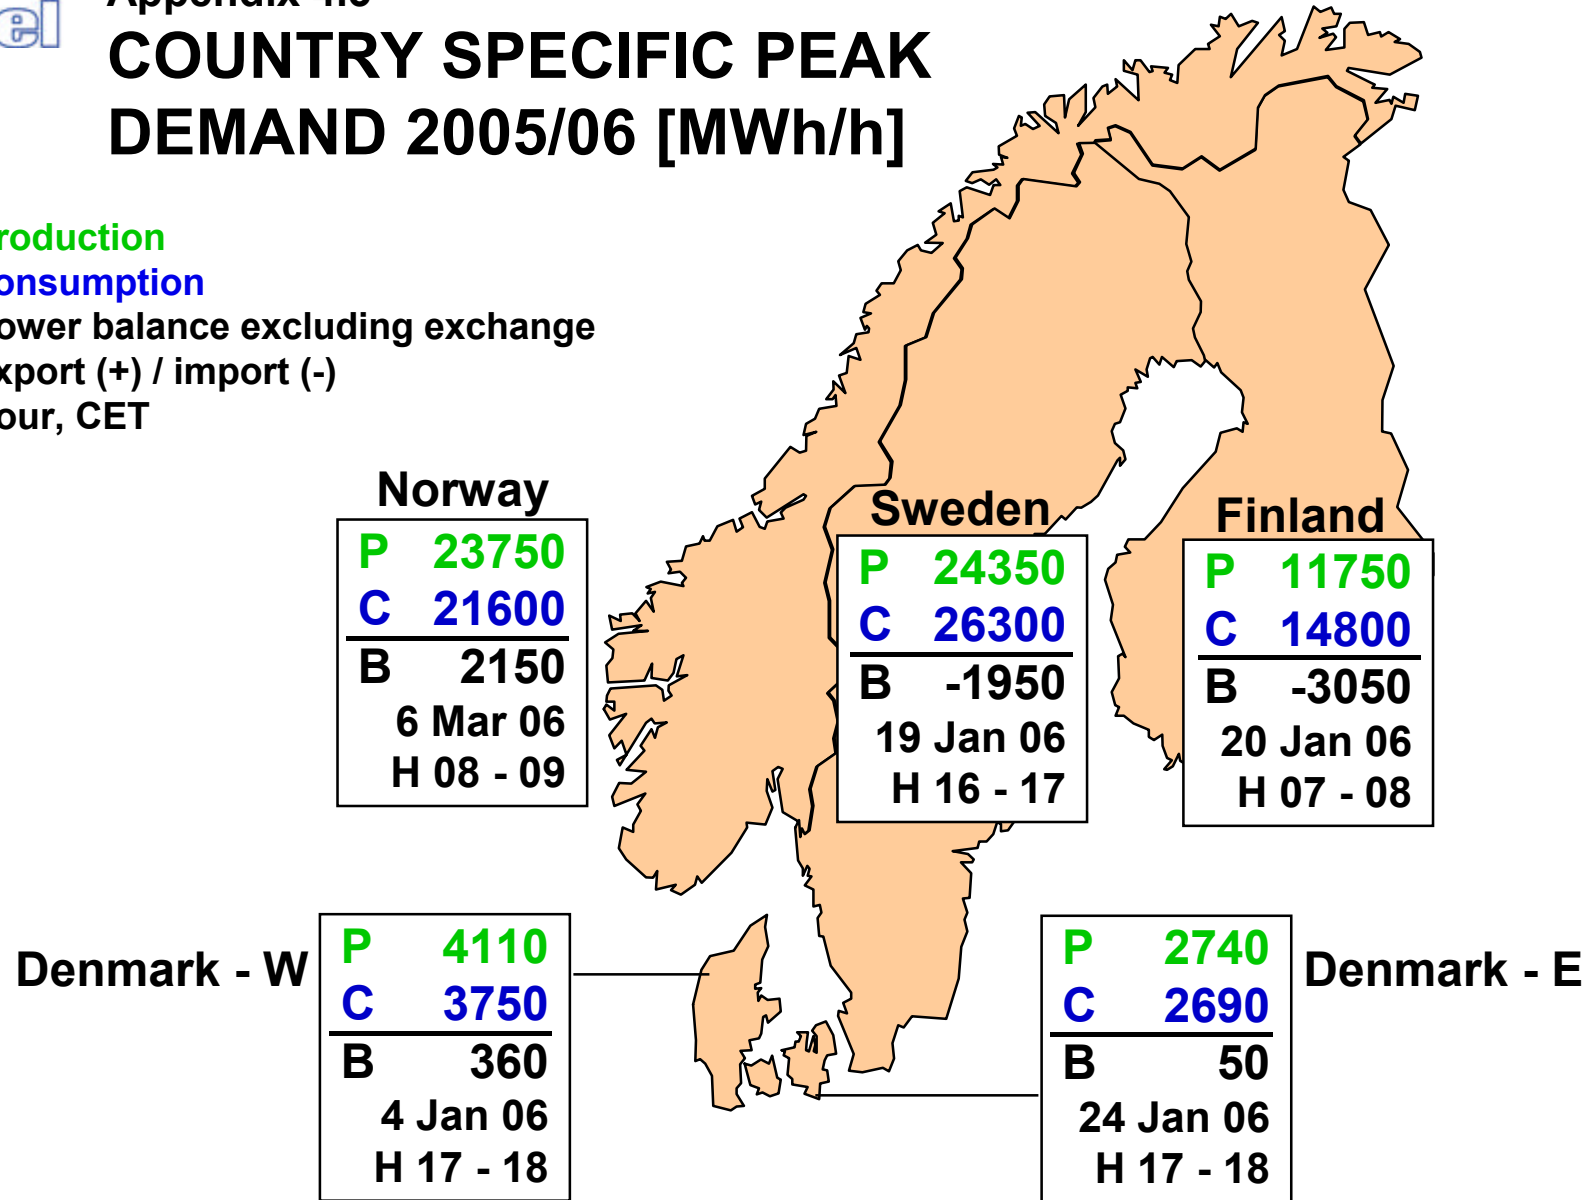 COUNTRY SPECIFIC PEAK
DEMAND 2005/06 [MWh/h]
roduction
onsumption
ower balance excluding exchange
xport (+) / import (-)
our, CET
Norway
P 23750
C 21600
B 2150
6 Mar 06
H 08 - 09
Sweden
P 24350
C 26300
B -1950
19 Jan 06
H 16 - 17
Finland
P 11750
C 14800
B -3050
20 Jan 06
H 07 - 08
Denmark - W
P 4110
C 3750
B 360
4 Jan 06
H 17 - 18
Denmark - E
P 2740
C 2690
B 50
24 Jan 06
H 17 - 18